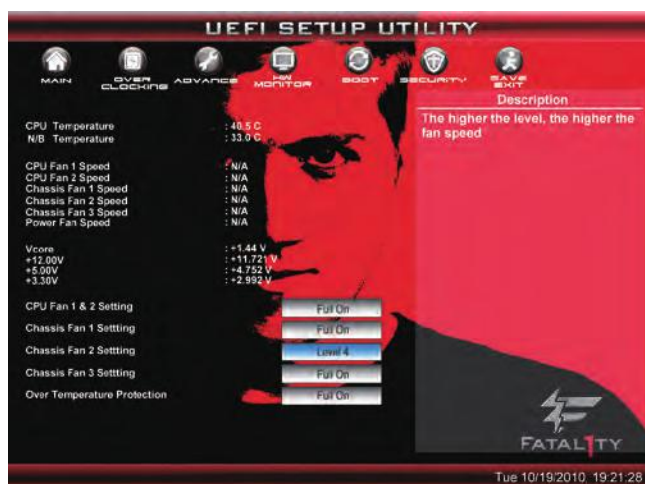 UEFI SETUP UTILITY
MAIN
OVER CLOCKING
ADVANCE
HW MONITOR
BOOT
SECURITY
SAVE EXIT
Description
The higher the level, the higher the
fan speed
CPU Temperature : 40.5 C
N/B Temperature : 33.0 C
CPU Fan 1 Speed : N/A
CPU Fan 2 Speed : N/A
Chassis Fan 1 Speed : N/A
Chassis Fan 2 Speed : N/A
Chassis Fan 3 Speed : N/A
Power Fan Speed : N/A
Vcore : +1.44 V
+12.00V : +11.721 V
+5.00V : +4.752 V
+3.30V : +2.992 V
CPU Fan 1 & 2 Setting Full On
Chassis Fan 1 Settting Full On
Chassis Fan 2 Settting Level 4
Chassis Fan 3 Settting Full On
Over Temperature Protection Full On
FATAL1TY
Tue 10/19/2010, 19:21:28